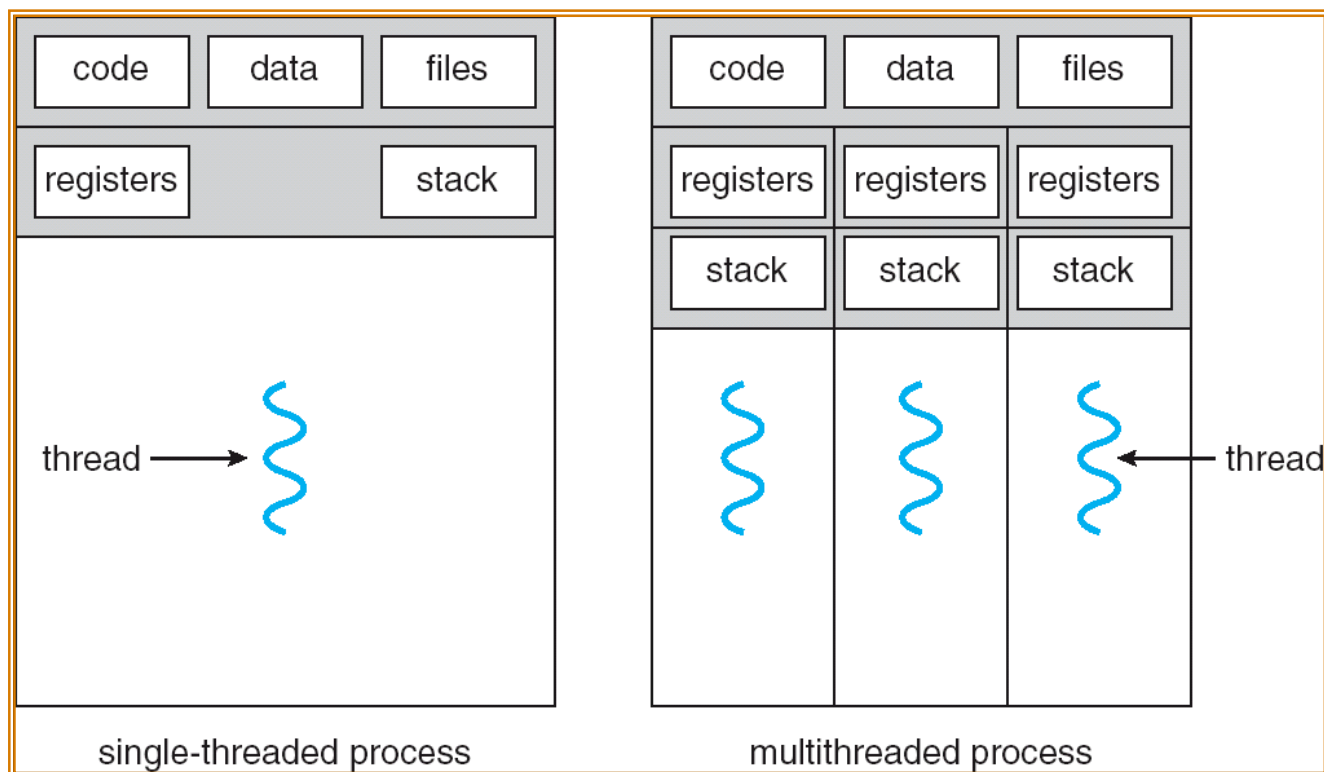 code data files code data files
registers stack registers registers registers
stack stack stack
thread thread
single-threaded process multithreaded process